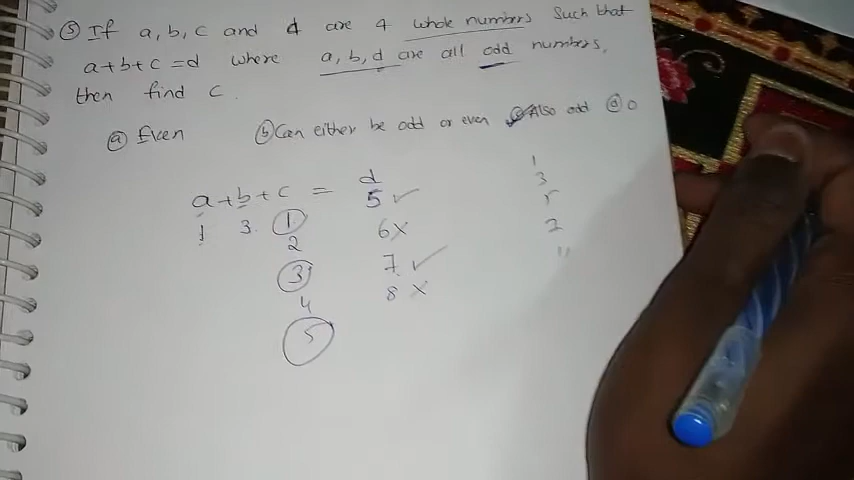 ⑤ If a, b, c and d are 4 whole numbers such that
a+b+c = d where a, b, d are all odd numbers,
then find c
ⓐ Even ⓑ Can either be odd or even ⓒ Also odd ⓓ 0
a+b+c = d
1 3 1 5 ✓
2 6 ×
3 7 ✓
4 8 ×
5
1
3
5
7
11